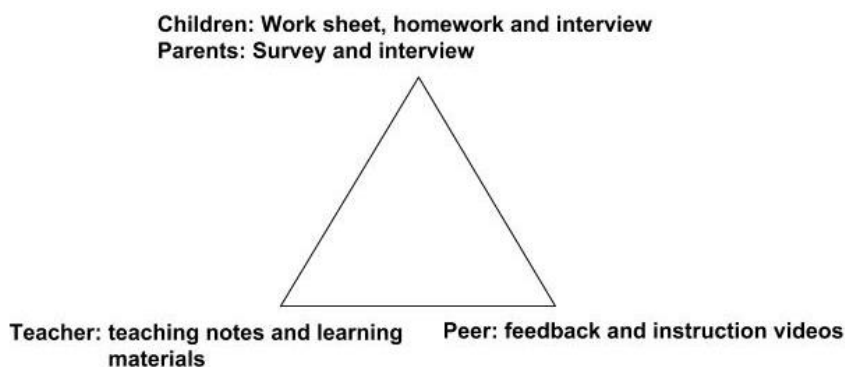 Children: Work sheet, homework and interview
Parents: Survey and interview
Teacher: teaching notes and learning
materials
Peer: feedback and instruction videos